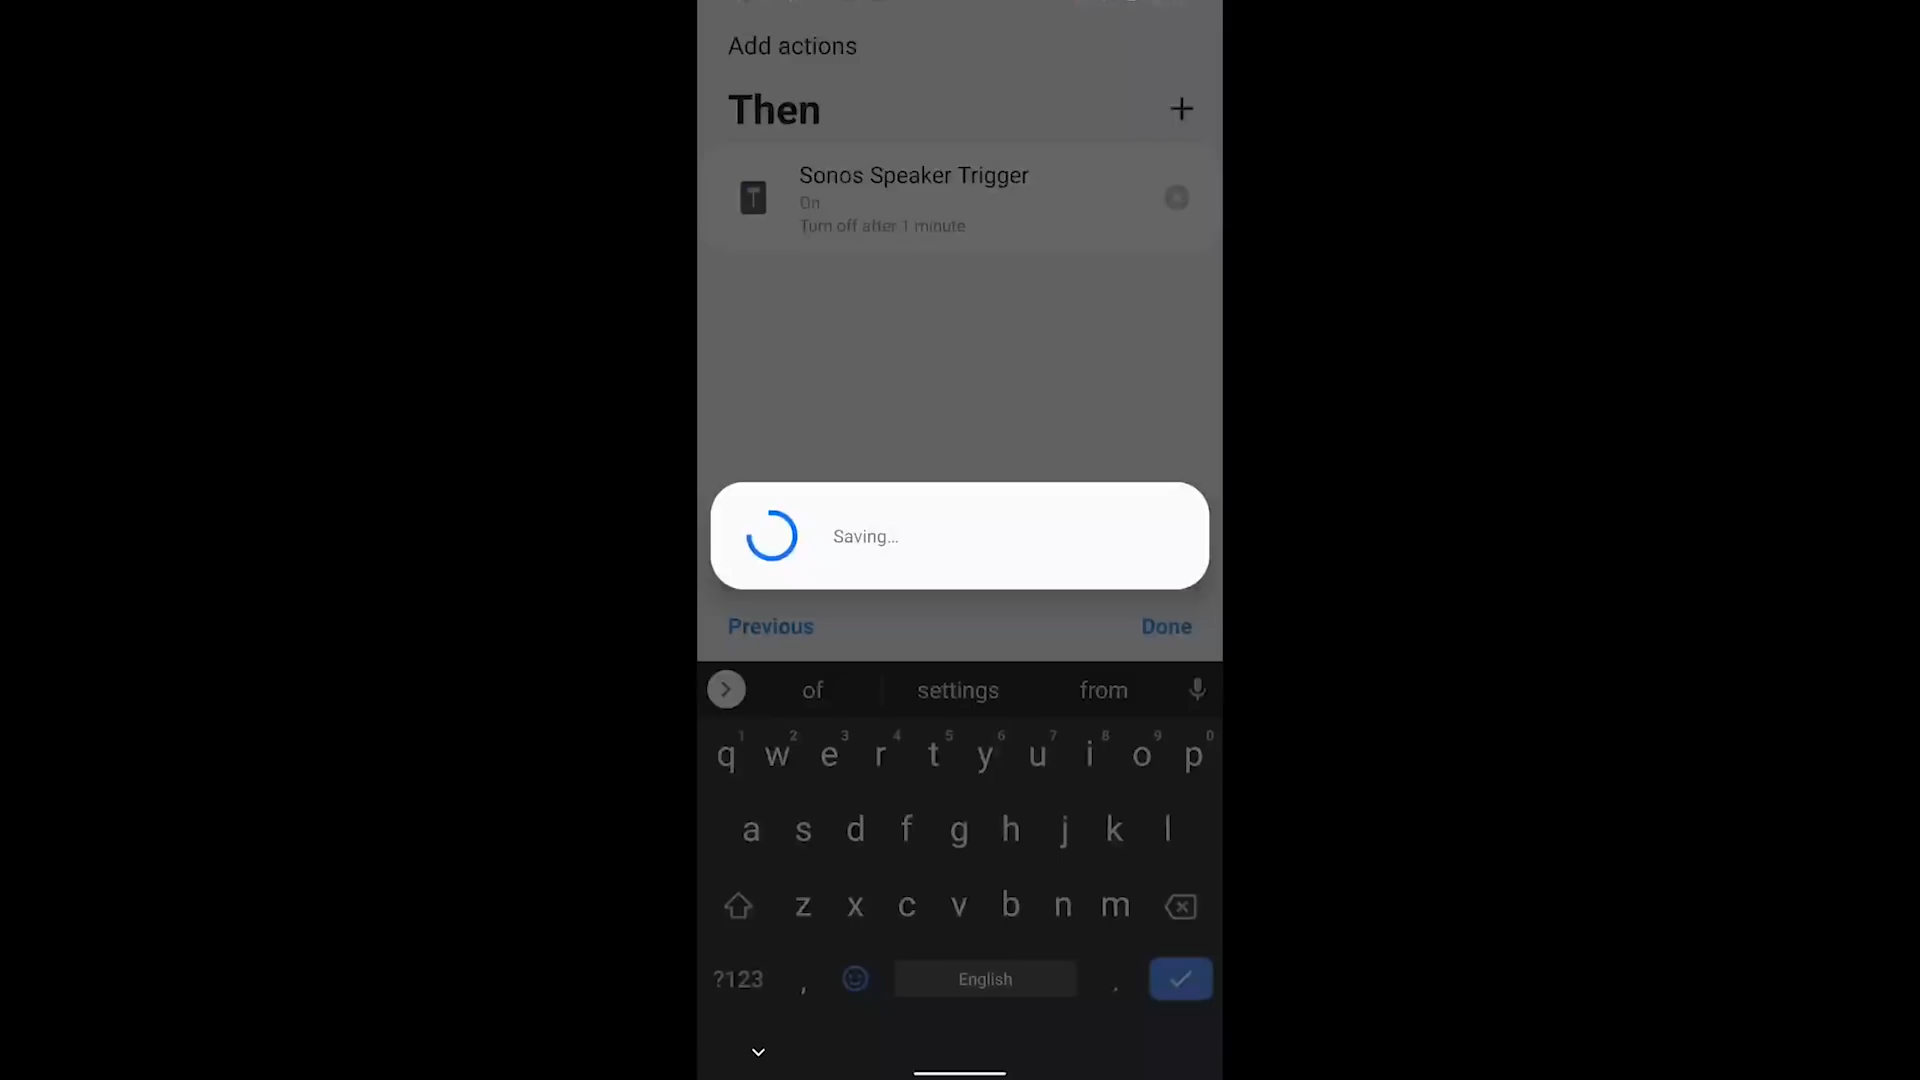 Add actions
Then +
Sonos Speaker Trigger
On
Turn off after 1 minute
Saving...
Previous Done
of settings from
1 2 3 4 5 6 7 8 9 0
q w e r t y u i o p
a s d f g h j k l
z x c v b n m
?123 , English .